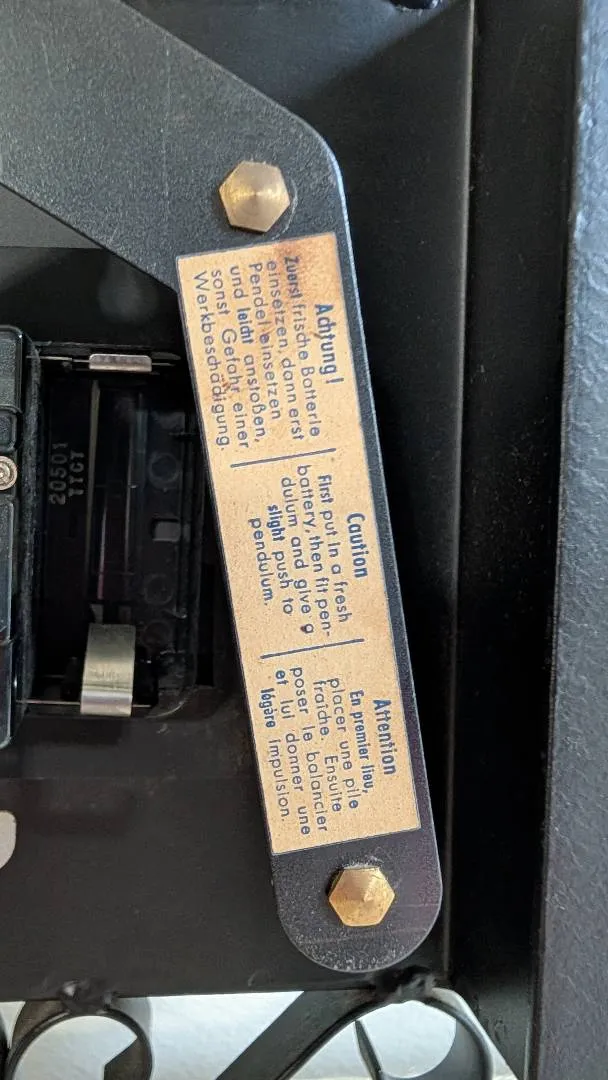 Achtung!
Zuerst frische Batterie
einsetzen, dann erst
Pendel einsetzen
und leicht anstoßen,
sonst Gefahr einer
Werkbeschädigung.
Caution
First put in a fresh
battery, then fit pen-
dulum and give a
slight push to
pendulum.
Attention
En premier lieu,
placer une pile
fraîche. Ensuite
poser le balancier
et lui donner une
légère impulsion.
20501
TTCT